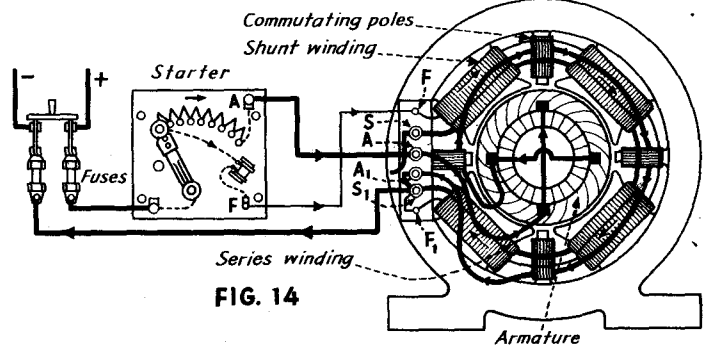 Commutating poles
Shunt winding
- +
Starter
A
F
S
A
A1
S1
F1
Fuses
F
Series winding
FIG. 14
Armature